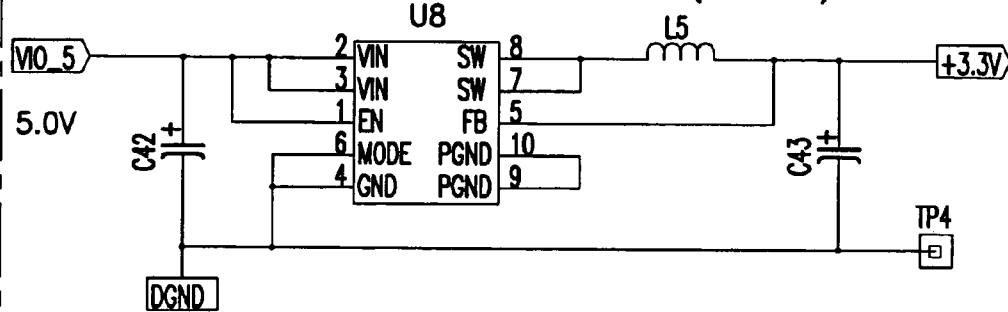 U8
L5
VIO_5
2 VIN SW 8
3 VIN SW 7
+3.3V
5.0V
1 EN FB 5
C42 +
6 MODE PGND 10
C43 +
4 GND PGND 9
TP4
DGND